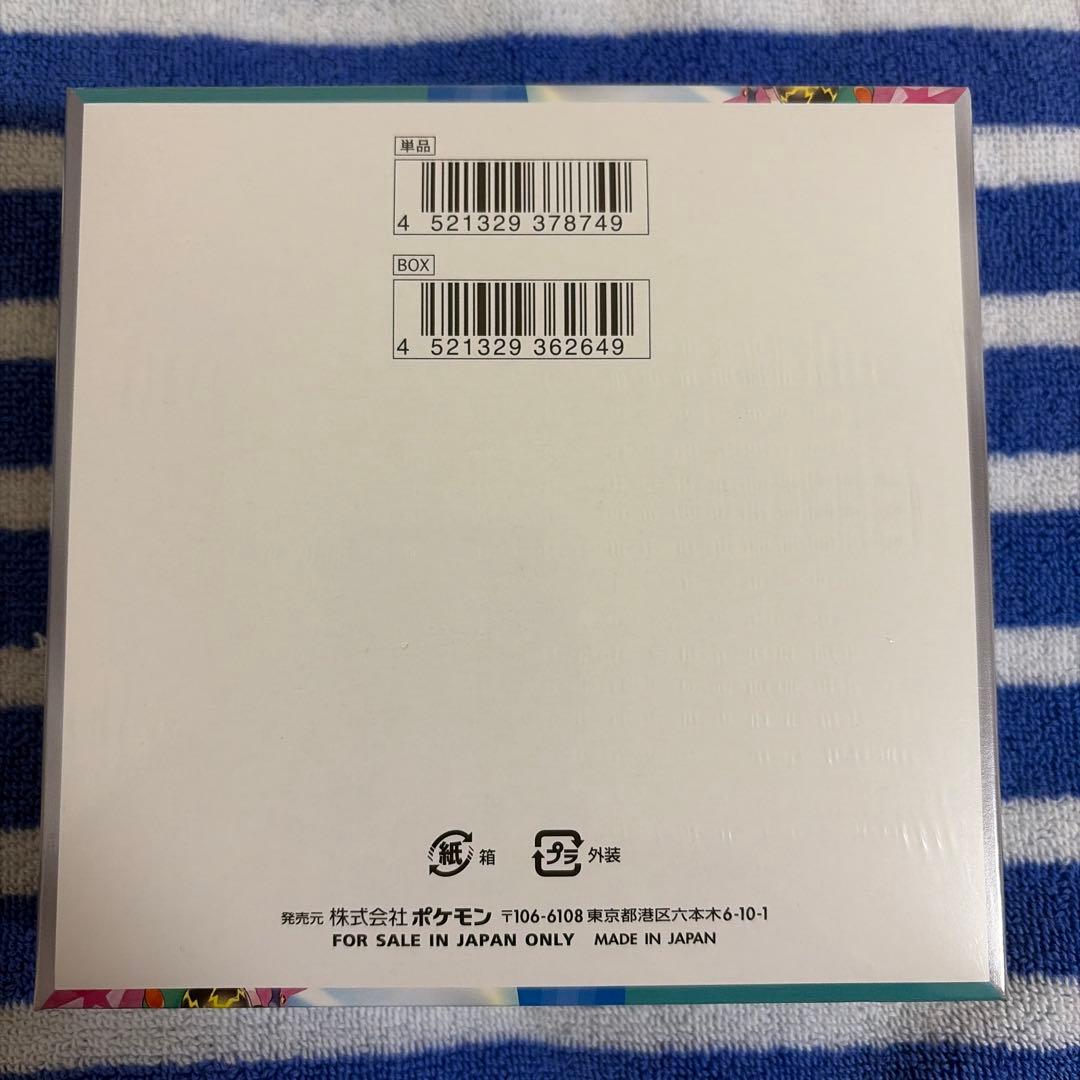 単品
4 521329 378749
BOX
4 521329 362649
紙 箱 プラ 外装
発売元 株式会社 ポケモン 〒106-6108 東京都港区六本木6-10-1
FOR SALE IN JAPAN ONLY MADE IN JAPAN